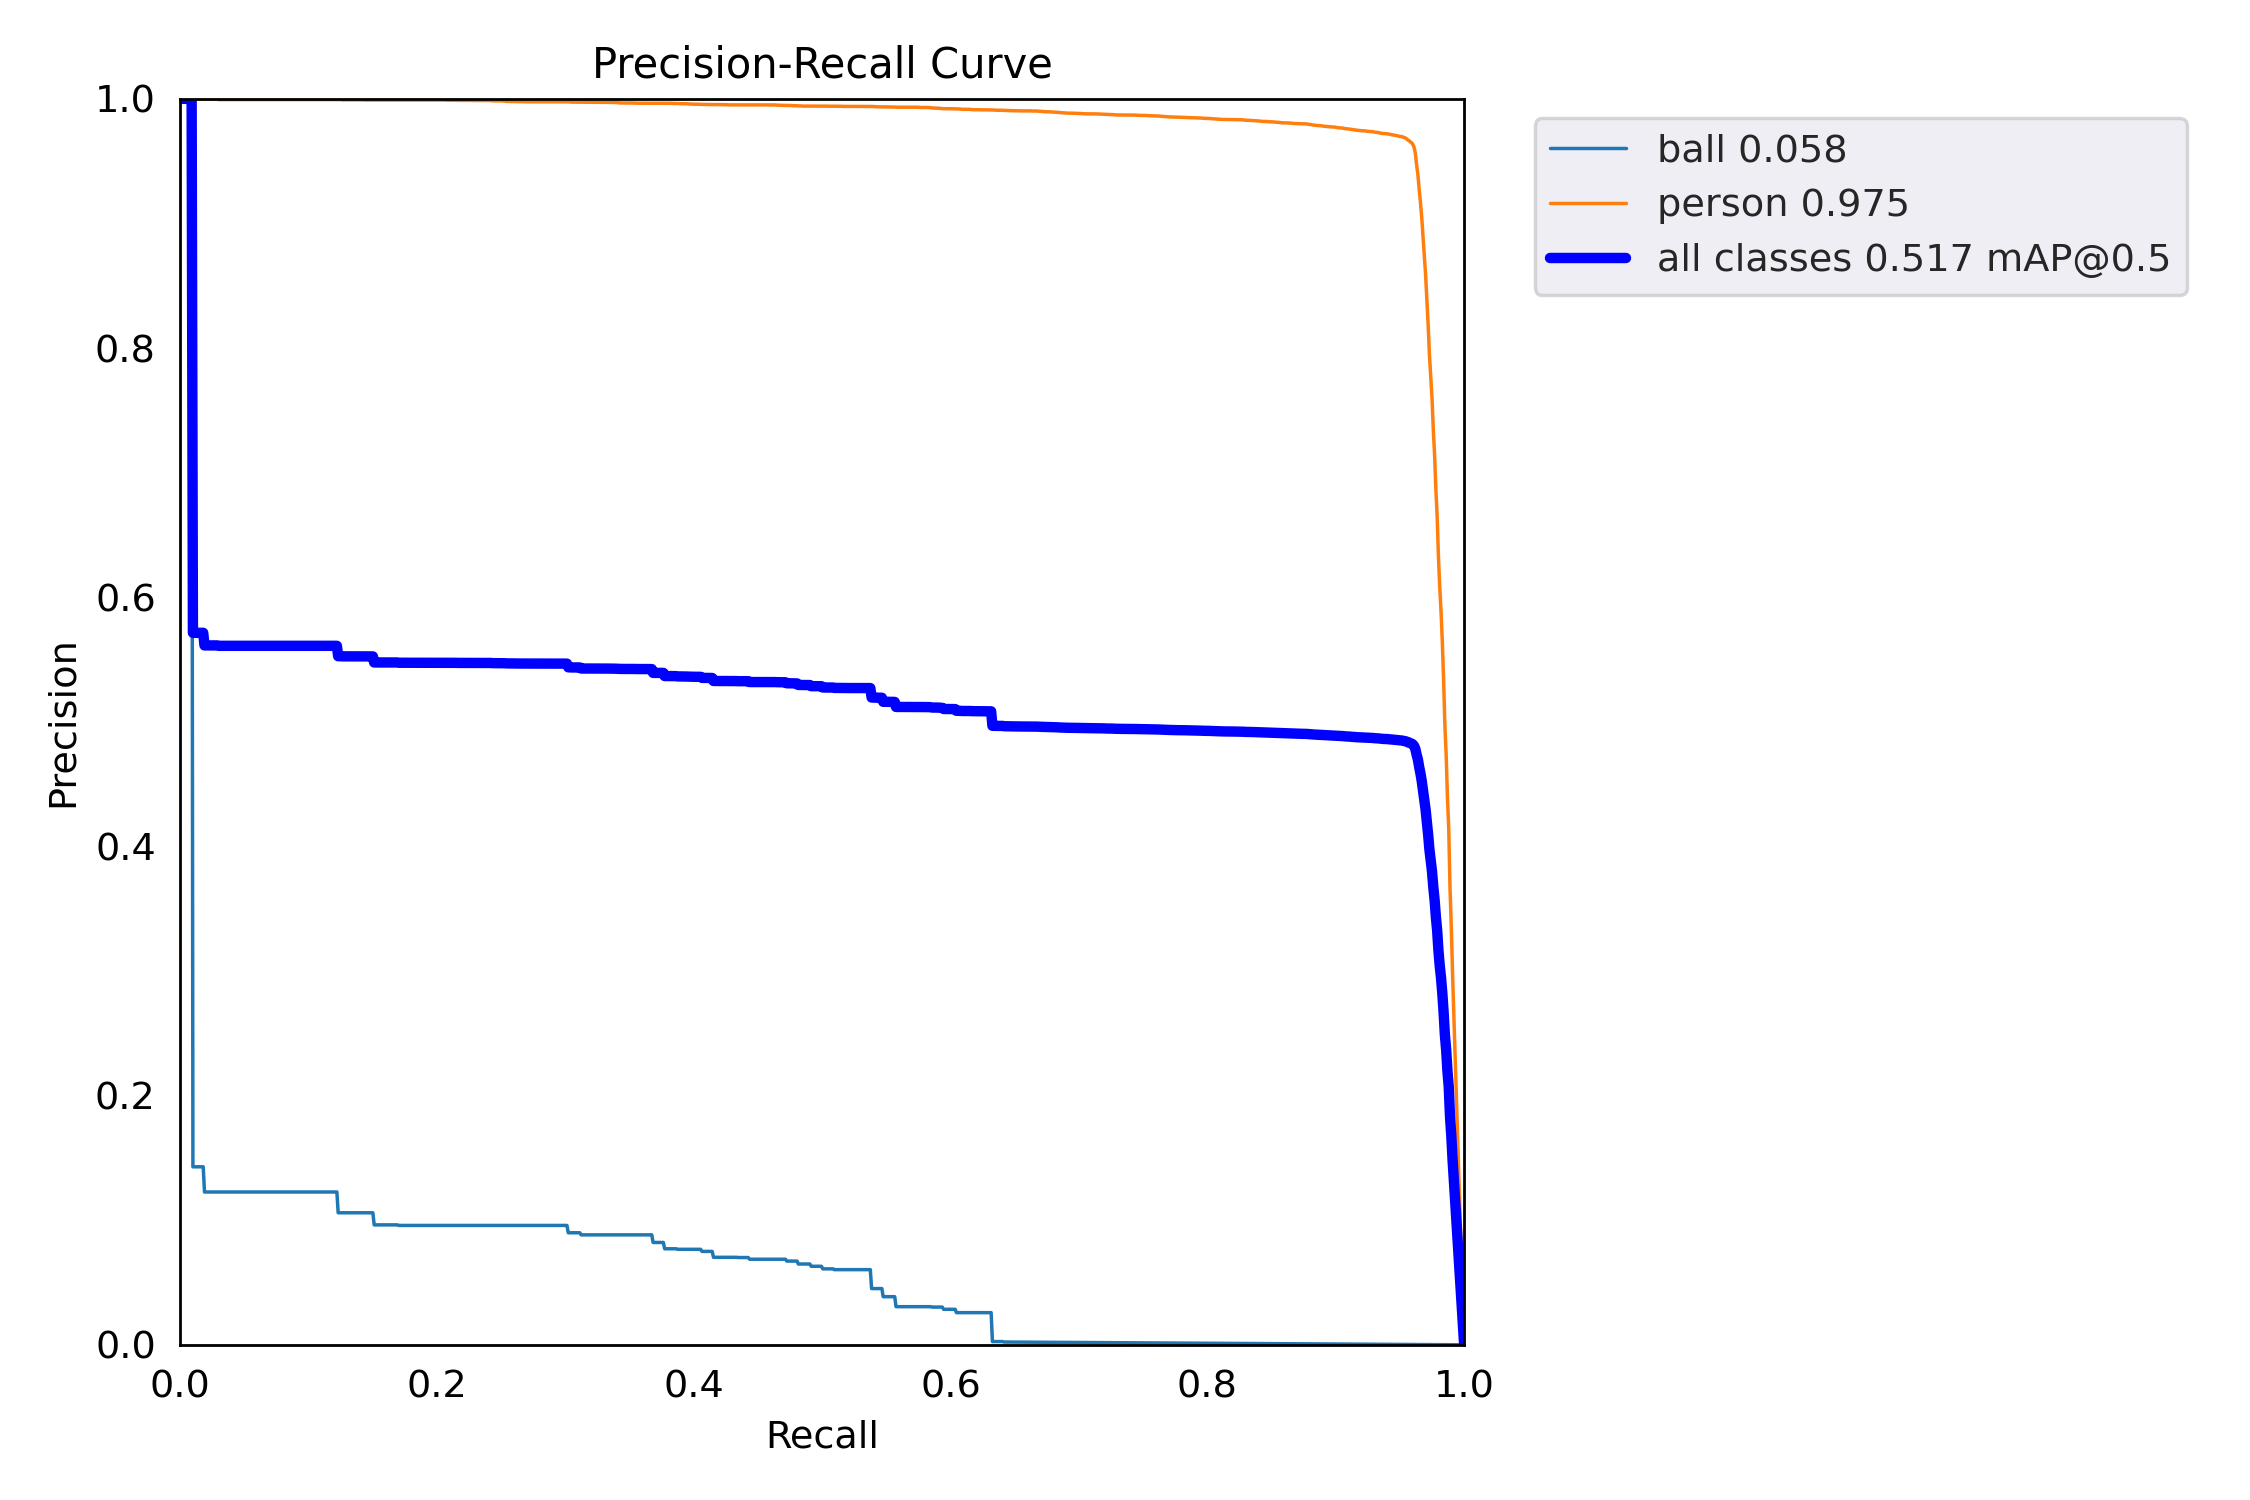 Precision-Recall Curve
1.0
0.8
0.6
0.4
0.2
0.0
Precision
0.0 0.2 0.4 0.6 0.8 1.0
Recall
ball 0.058
person 0.975
all classes 0.517 mAP@0.5